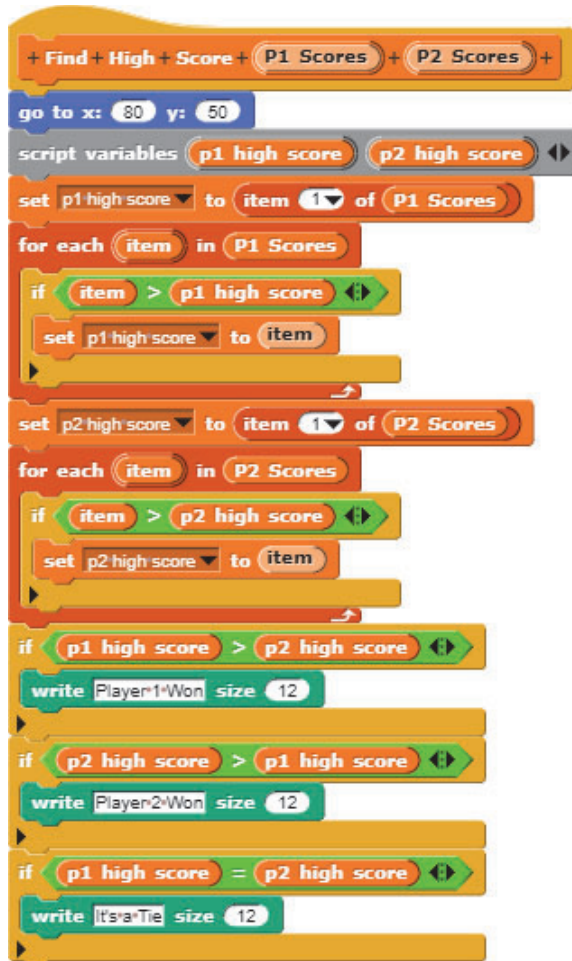 + Find + High + Score + P1 Scores + P2 Scores +
go to x: 80 y: 50
script variables p1 high score p2 high score
set p1 high score to item 1 of P1 Scores
for each item in P1 Scores
if item > p1 high score
set p1 high score to item
set p2 high score to item 1 of P2 Scores
for each item in P2 Scores
if item > p2 high score
set p2 high score to item
if p1 high score > p2 high score
write Player 1 Won size 12
if p2 high score > p1 high score
write Player 2 Won size 12
if p1 high score = p2 high score
write It's a Tie size 12